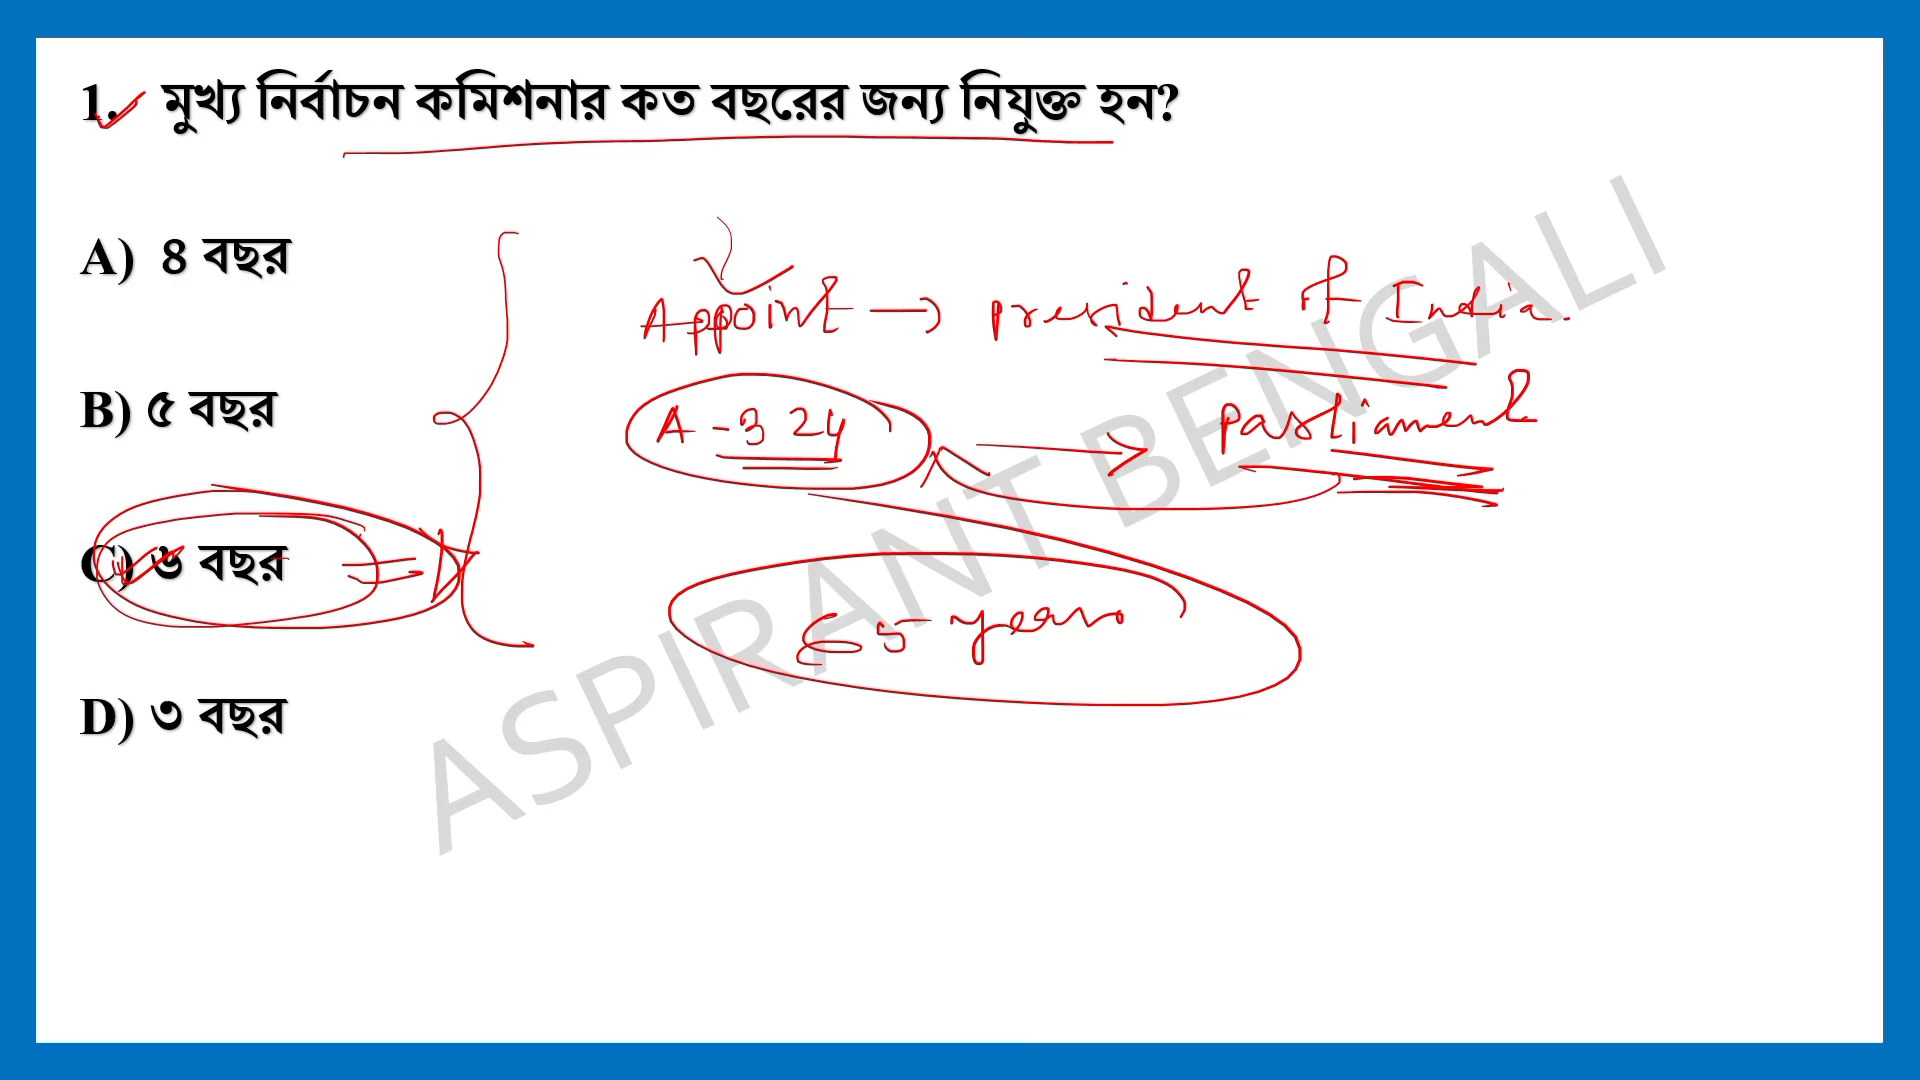 1. মুখ্য নির্বাচন কমিশনার কত বছরের জন্য নিযুক্ত হন?
A) ৪ বছর
Appoint → president of India.
B) ৫ বছর
A - 324 → parliament
C) ৬ বছর
65 years
D) ৩ বছর
ASPIRANT BENGALI